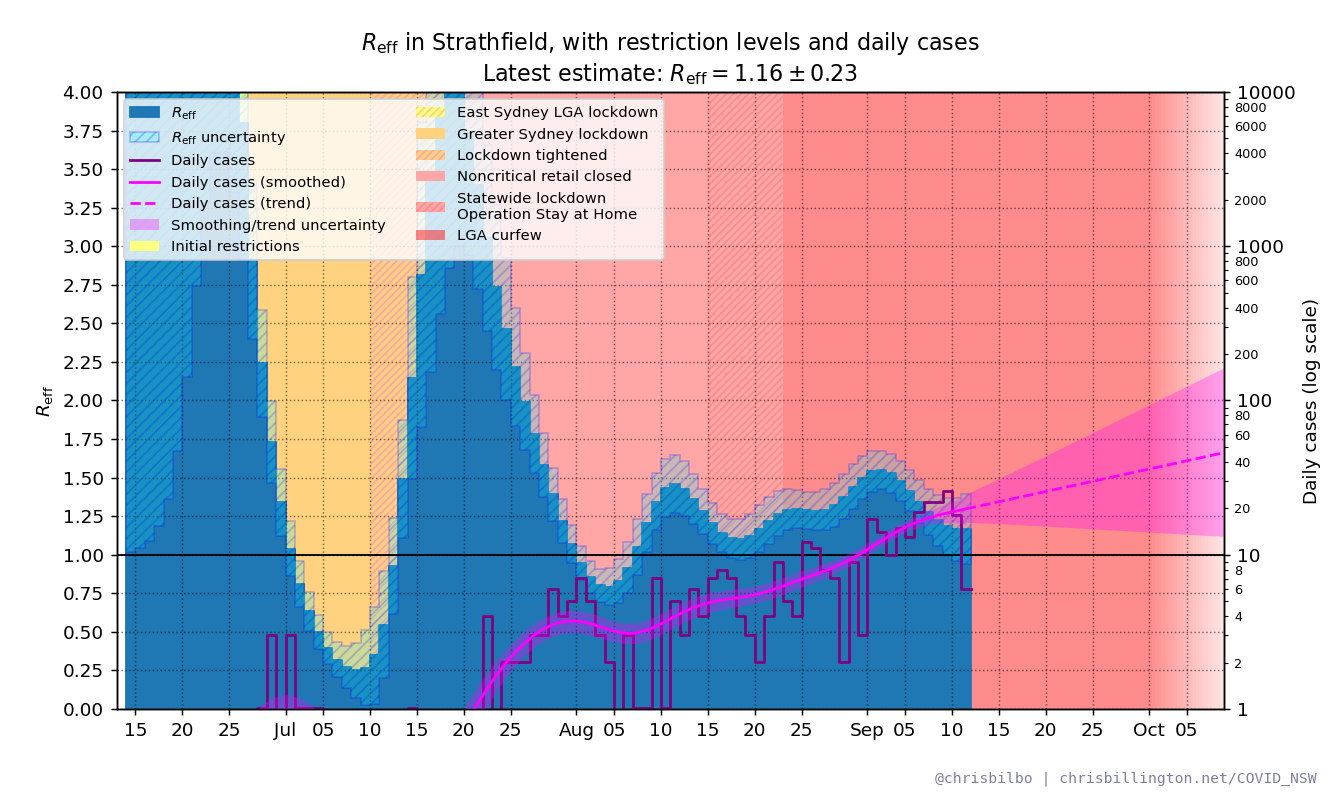 Reff in Strathfield, with restriction levels and daily cases
Latest estimate: Reff = 1.16 ± 0.23
Reff
Reff uncertainty
Daily cases
Daily cases (smoothed)
Daily cases (trend)
Smoothing/trend uncertainty
Initial restrictions
East Sydney LGA lockdown
Greater Sydney lockdown
Lockdown tightened
Noncritical retail closed
Statewide lockdown
Operation Stay at Home
LGA curfew
Reff
4.00
3.75
3.50
3.25
3.00
2.75
2.50
2.25
2.00
1.75
1.50
1.25
1.00
0.75
0.50
0.25
0.00
15 20 25 Jul 05 10 15 20 25 Aug 05 10 15 20 25 Sep 05 10 15 20 25 Oct 05
10000
8000
6000
4000
2000
1000
800
600
400
200
100
80
60
40
20
10
8
6
4
2
1
Daily cases (log scale)
@chrisbilbo | chrisbillington.net/COVID_NSW